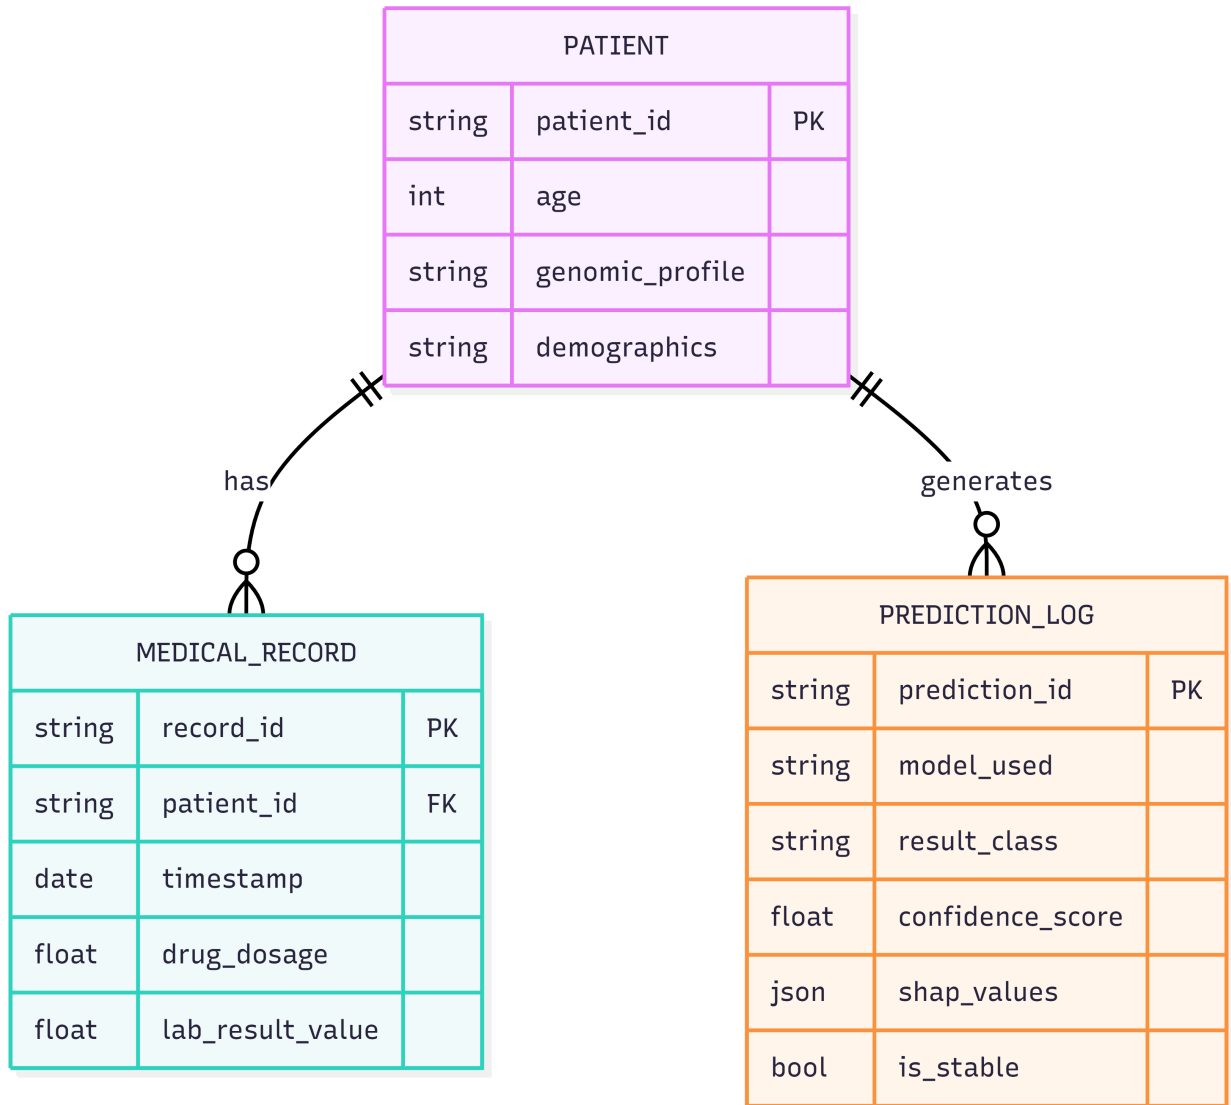 PATIENT
string patient_id PK
int age
string genomic_profile
string demographics
has
generates
MEDICAL_RECORD
string record_id PK
string patient_id FK
date timestamp
float drug_dosage
float lab_result_value
PREDICTION_LOG
string prediction_id PK
string model_used
string result_class
float confidence_score
json shap_values
bool is_stable